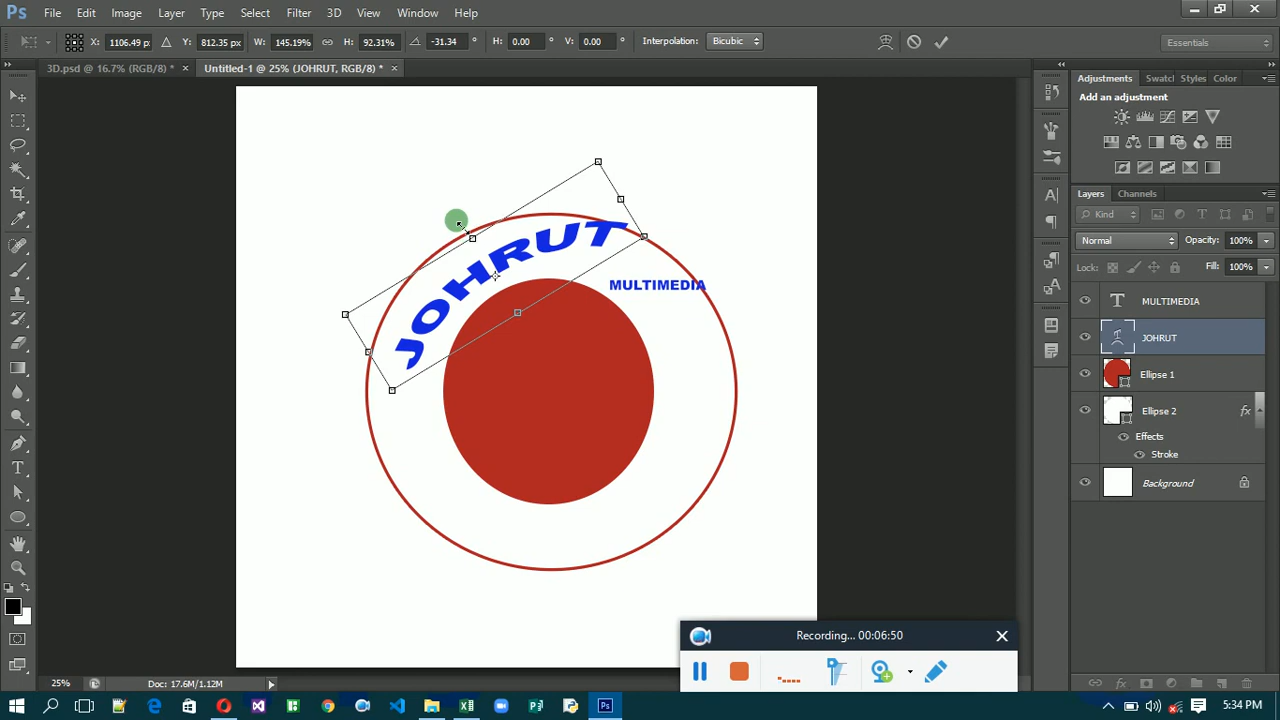 Ps File Edit Image Layer Type Select Filter 3D View Window Help
X: 1106.49 px Y: 812.35 px W: 145.19% H: 92.31% -31.34 ° H: 0.00 ° V: 0.00 ° Interpolation: Bicubic Essentials
3D.psd @ 16.7% (RGB/8) * × Untitled-1 @ 25% (JOHRUT, RGB/8) * ×
Adjustments Swatcl Styles Color
Add an adjustment
Layers Channels
Kind
Normal Opacity: 100%
Lock: Fill: 100%
MULTIMEDIA
JOHRUT
Ellipse 1
Ellipse 2 fx
Effects
Stroke
Background
JOHRUT
MULTIMEDIA
Recording... 00:06:50
25% Doc: 17.6M/1.12M
5:34 PM